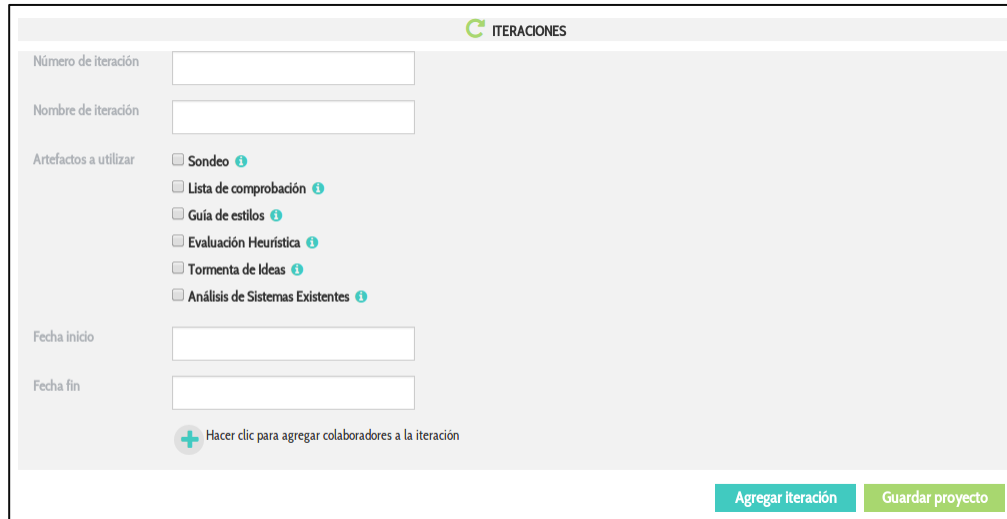 ITERACIONES
Número de iteración
Nombre de iteración
Artefactos a utilizar
Sondeo
Lista de comprobación
Guía de estilos
Evaluación Heurística
Tormenta de Ideas
Análisis de Sistemas Existentes
Fecha inicio
Fecha fin
Hacer clic para agregar colaboradores a la iteración
Agregar iteración Guardar proyecto